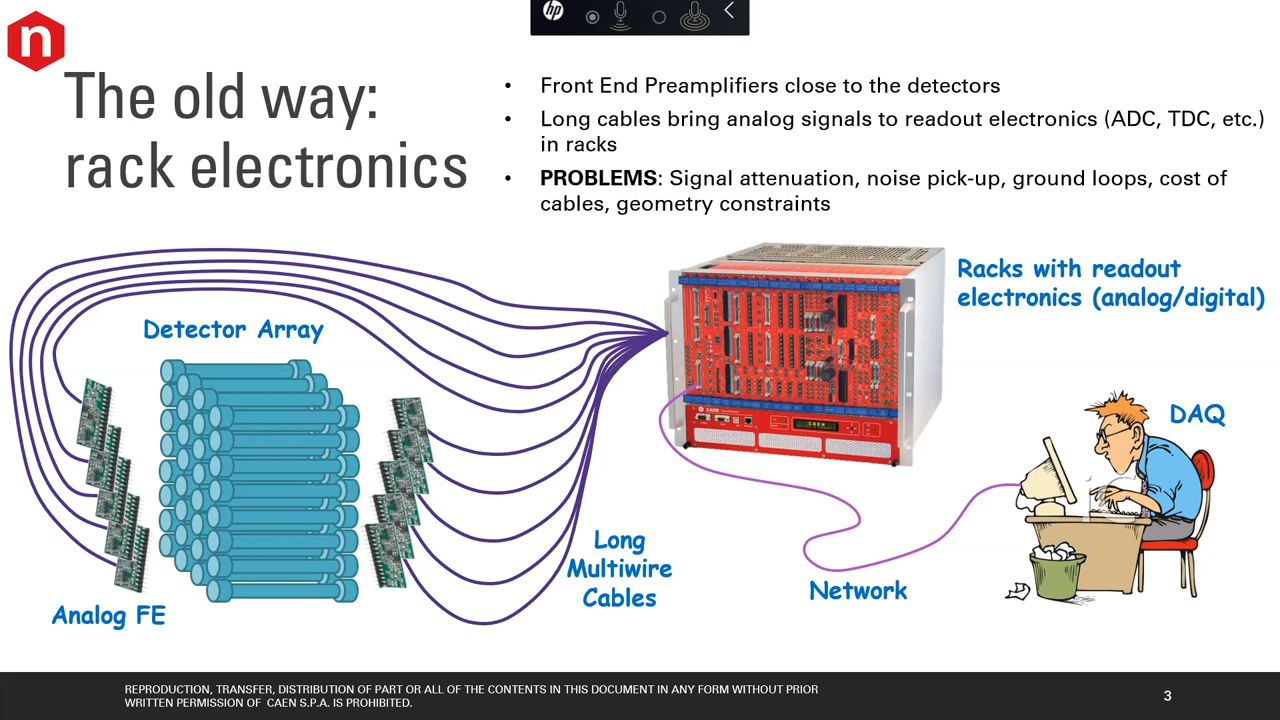 hp
n
The old way:
rack electronics
• Front End Preamplifiers close to the detectors
• Long cables bring analog signals to readout electronics (ADC, TDC, etc.)
in racks
• PROBLEMS: Signal attenuation, noise pick-up, ground loops, cost of
cables, geometry constraints
Racks with readout
electronics (analog/digital)
Detector Array
DAQ
CAEN
Long
Multiwire
Cables
Network
Analog FE
REPRODUCTION, TRANSFER, DISTRIBUTION OF PART OR ALL OF THE CONTENTS IN THIS DOCUMENT IN ANY FORM WITHOUT PRIOR
WRITTEN PERMISSION OF CAEN S.P.A. IS PROHIBITED.
3